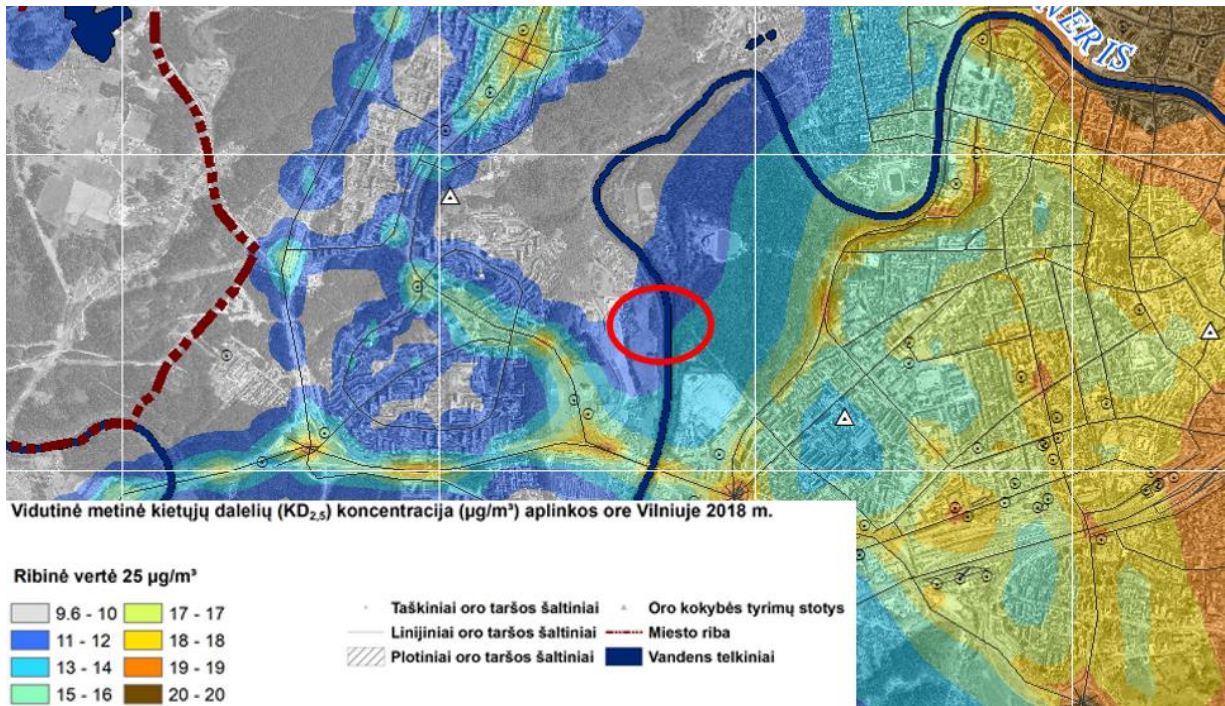 NERIS
Vidutinė metinė kietųjų dalelių (KD2,5) koncentracija (µg/m³) aplinkos ore Vilniuje 2018 m.
Ribinė vertė 25 µg/m³
9.6 - 10
17 - 17
11 - 12
18 - 18
13 - 14
19 - 19
15 - 16
20 - 20
Taškiniai oro taršos šaltiniai
Oro kokybės tyrimų stotys
Linijiniai oro taršos šaltiniai
Miesto riba
Plotiniai oro taršos šaltiniai
Vandens telkiniai